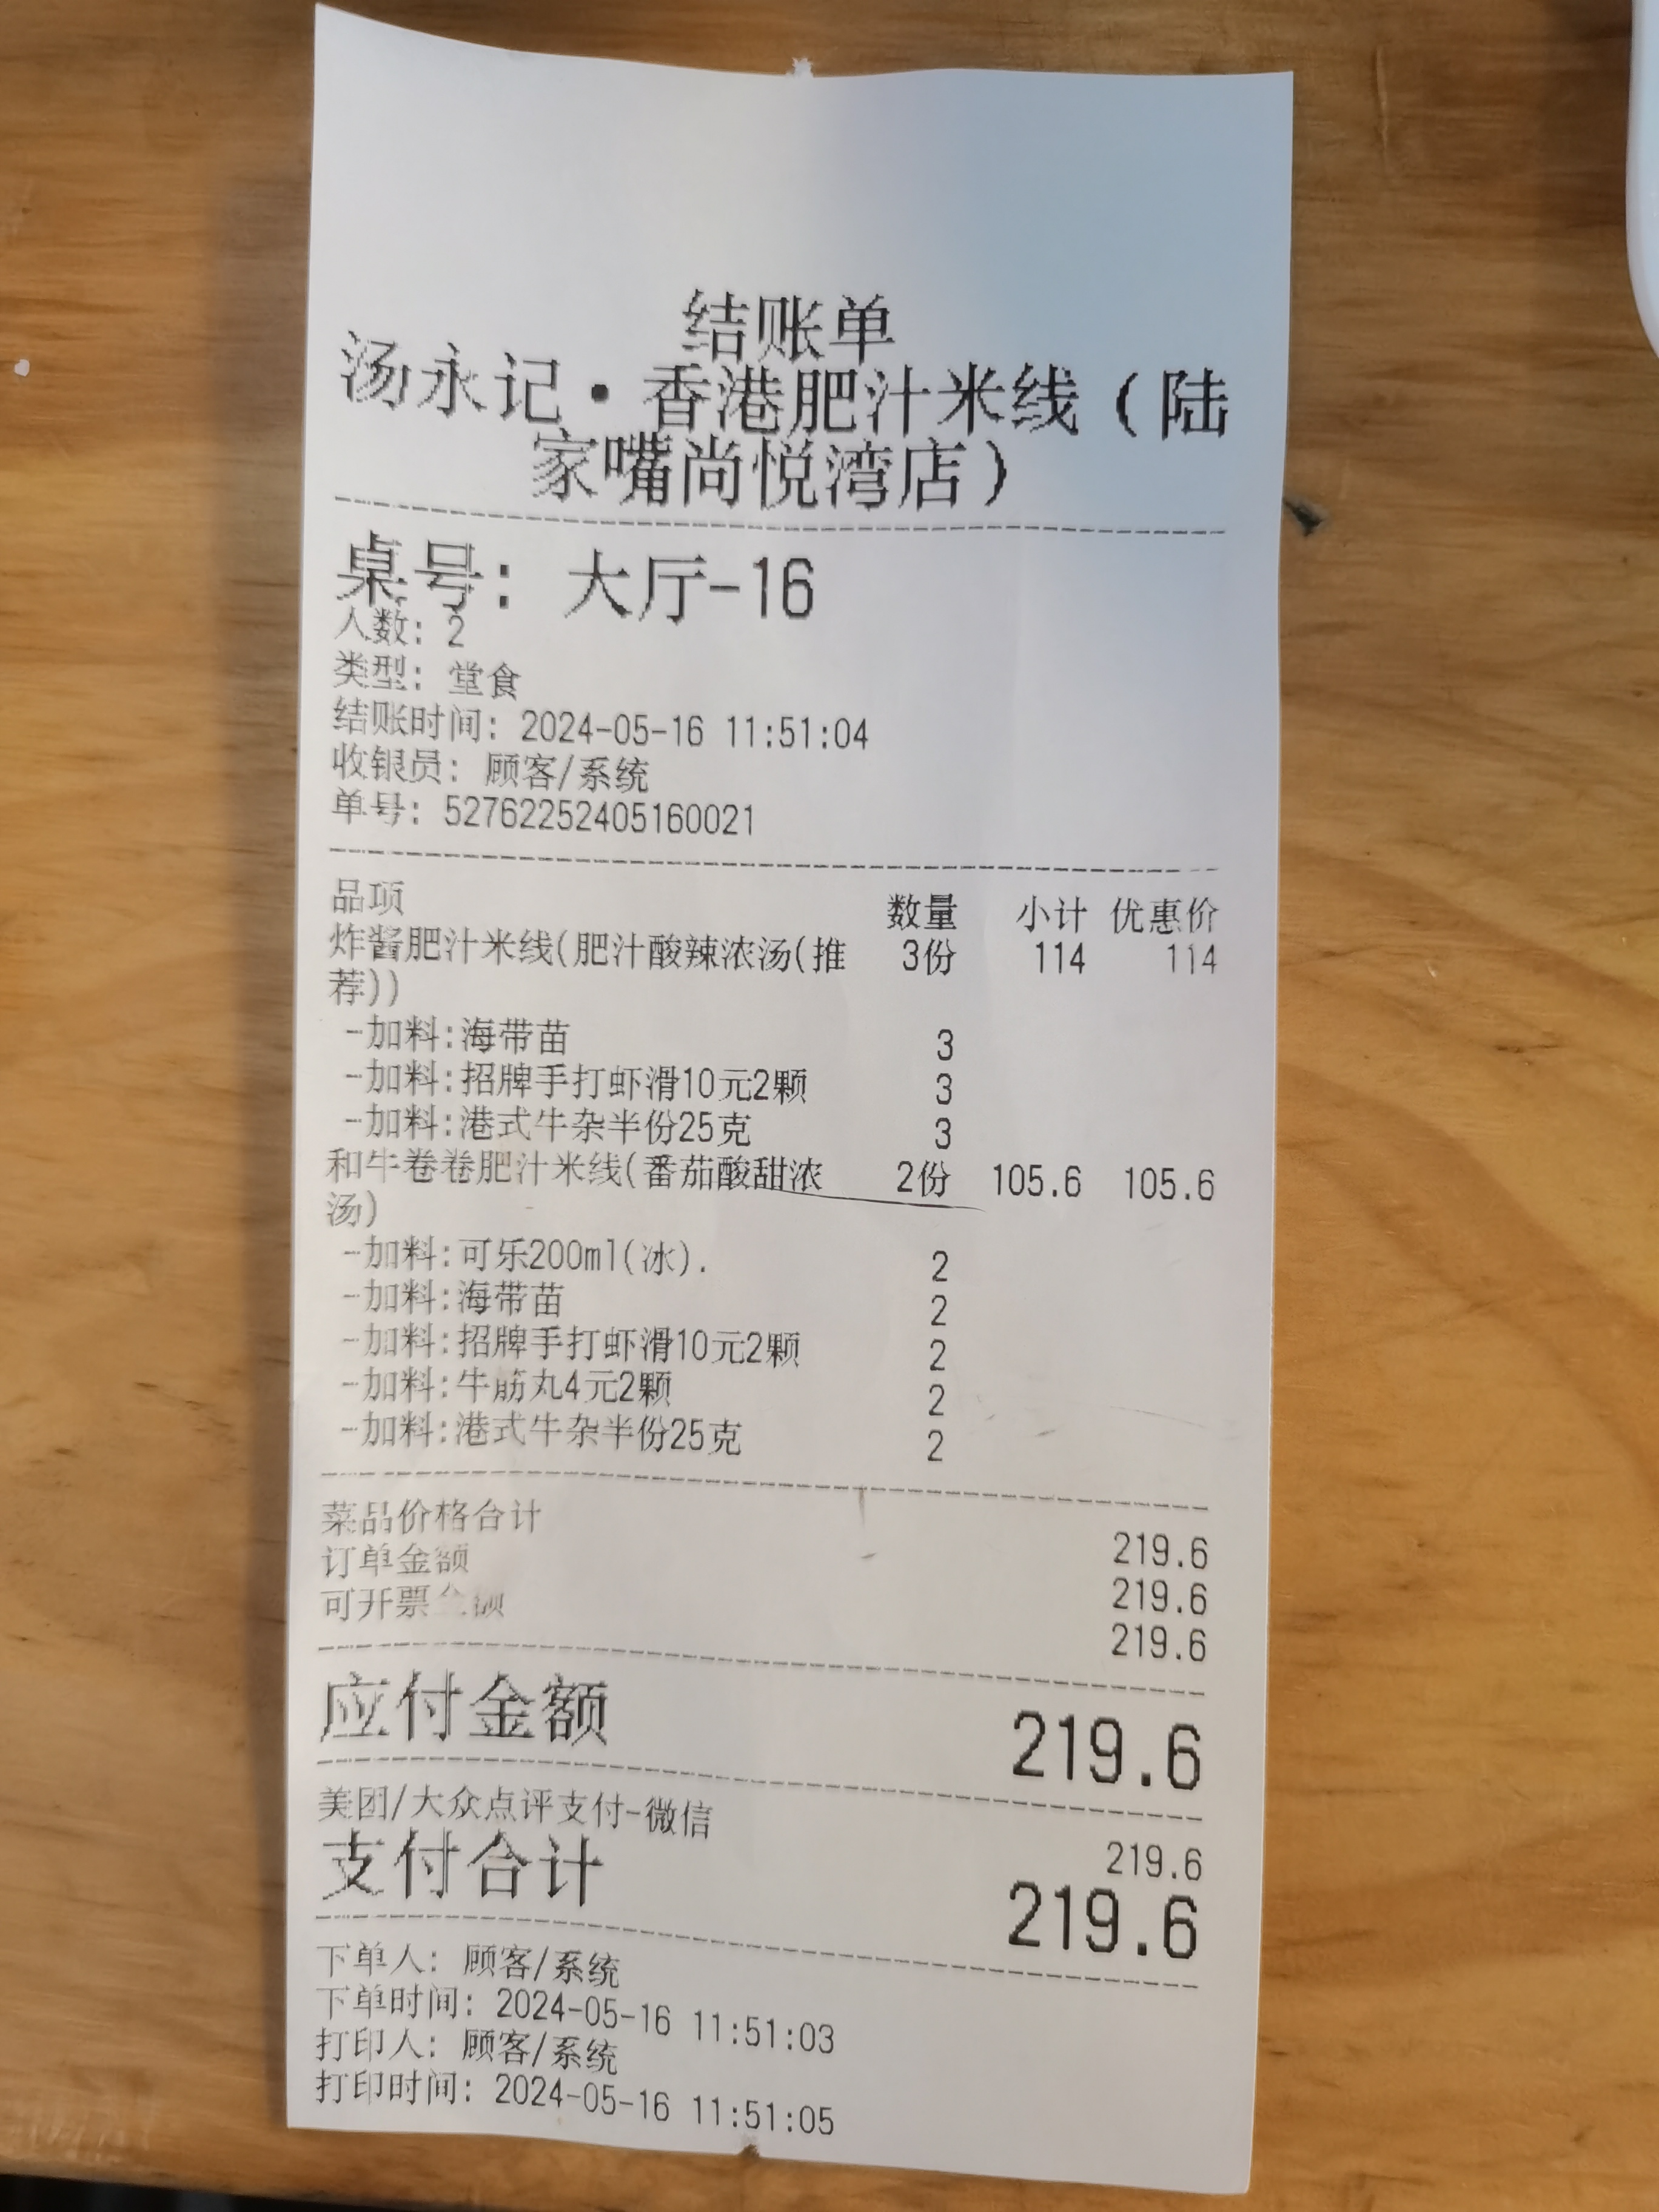 结账单
汤永记·香港肥汁米线(陆
家嘴尚悦湾店)
桌号: 大厅-16
人数: 2
类型: 堂食
结账时间: 2024-05-16 11:51:04
收银员: 顾客/系统
单号: 52762252405160021
品项 数量 小计 优惠价
炸酱肥汁米线(肥汁酸辣浓汤(推 3份 114 114
荐))
-加料:海带苗 3
-加料:招牌手打虾滑10元2颗 3
-加料:港式牛杂半份25克 3
和牛卷卷肥汁米线(番茄酸甜浓 2份 105.6 105.6
汤)
-加料:可乐200ml(冰). 2
-加料:海带苗 2
-加料:招牌手打虾滑10元2颗 2
-加料:牛筋丸4元2颗 2
-加料:港式牛杂半份25克 2
菜品价格合计 219.6
订单金额 219.6
可开票金额 219.6
应付金额 219.6
美团/大众点评支付-微信 219.6
支付合计 219.6
下单人: 顾客/系统
下单时间: 2024-05-16 11:51:03
打印人: 顾客/系统
打印时间: 2024-05-16 11:51:05